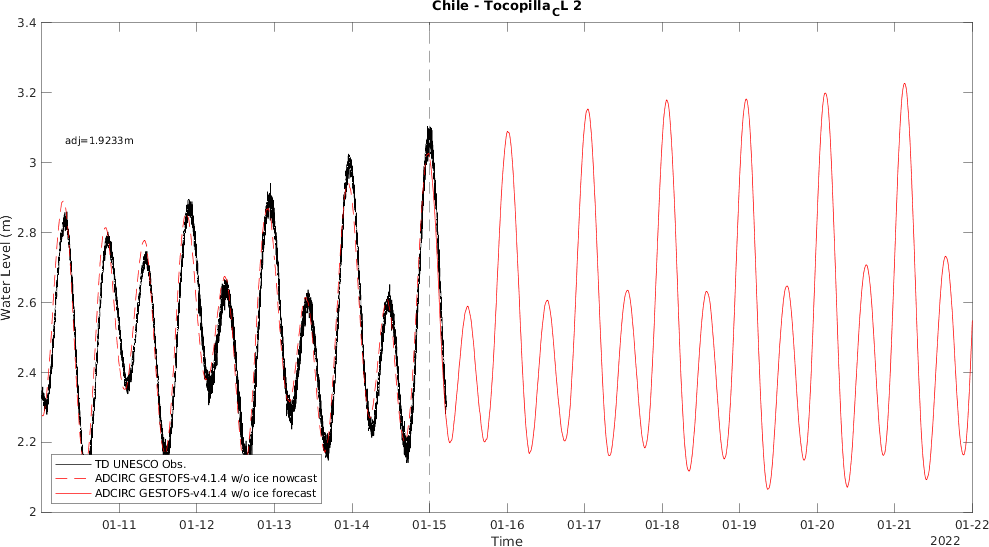 Chile - Tocopilla_CL 2
3.4
3.2
3
2.8
2.6
2.4
2.2
2
Water Level (m)
adj=1.9233m
TD UNESCO Obs.
ADCIRC GESTOFS-v4.1.4 w/o ice nowcast
ADCIRC GESTOFS-v4.1.4 w/o ice forecast
01-11 01-12 01-13 01-14 01-15 01-16 01-17 01-18 01-19 01-20 01-21 01-22
Time
2022